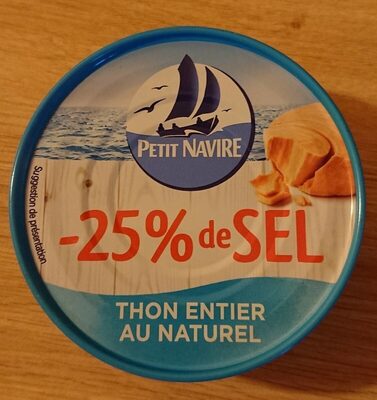 PETIT NAVIRE
-25% de SEL
THON ENTIER
AU NATUREL
Suggestion de présentation.